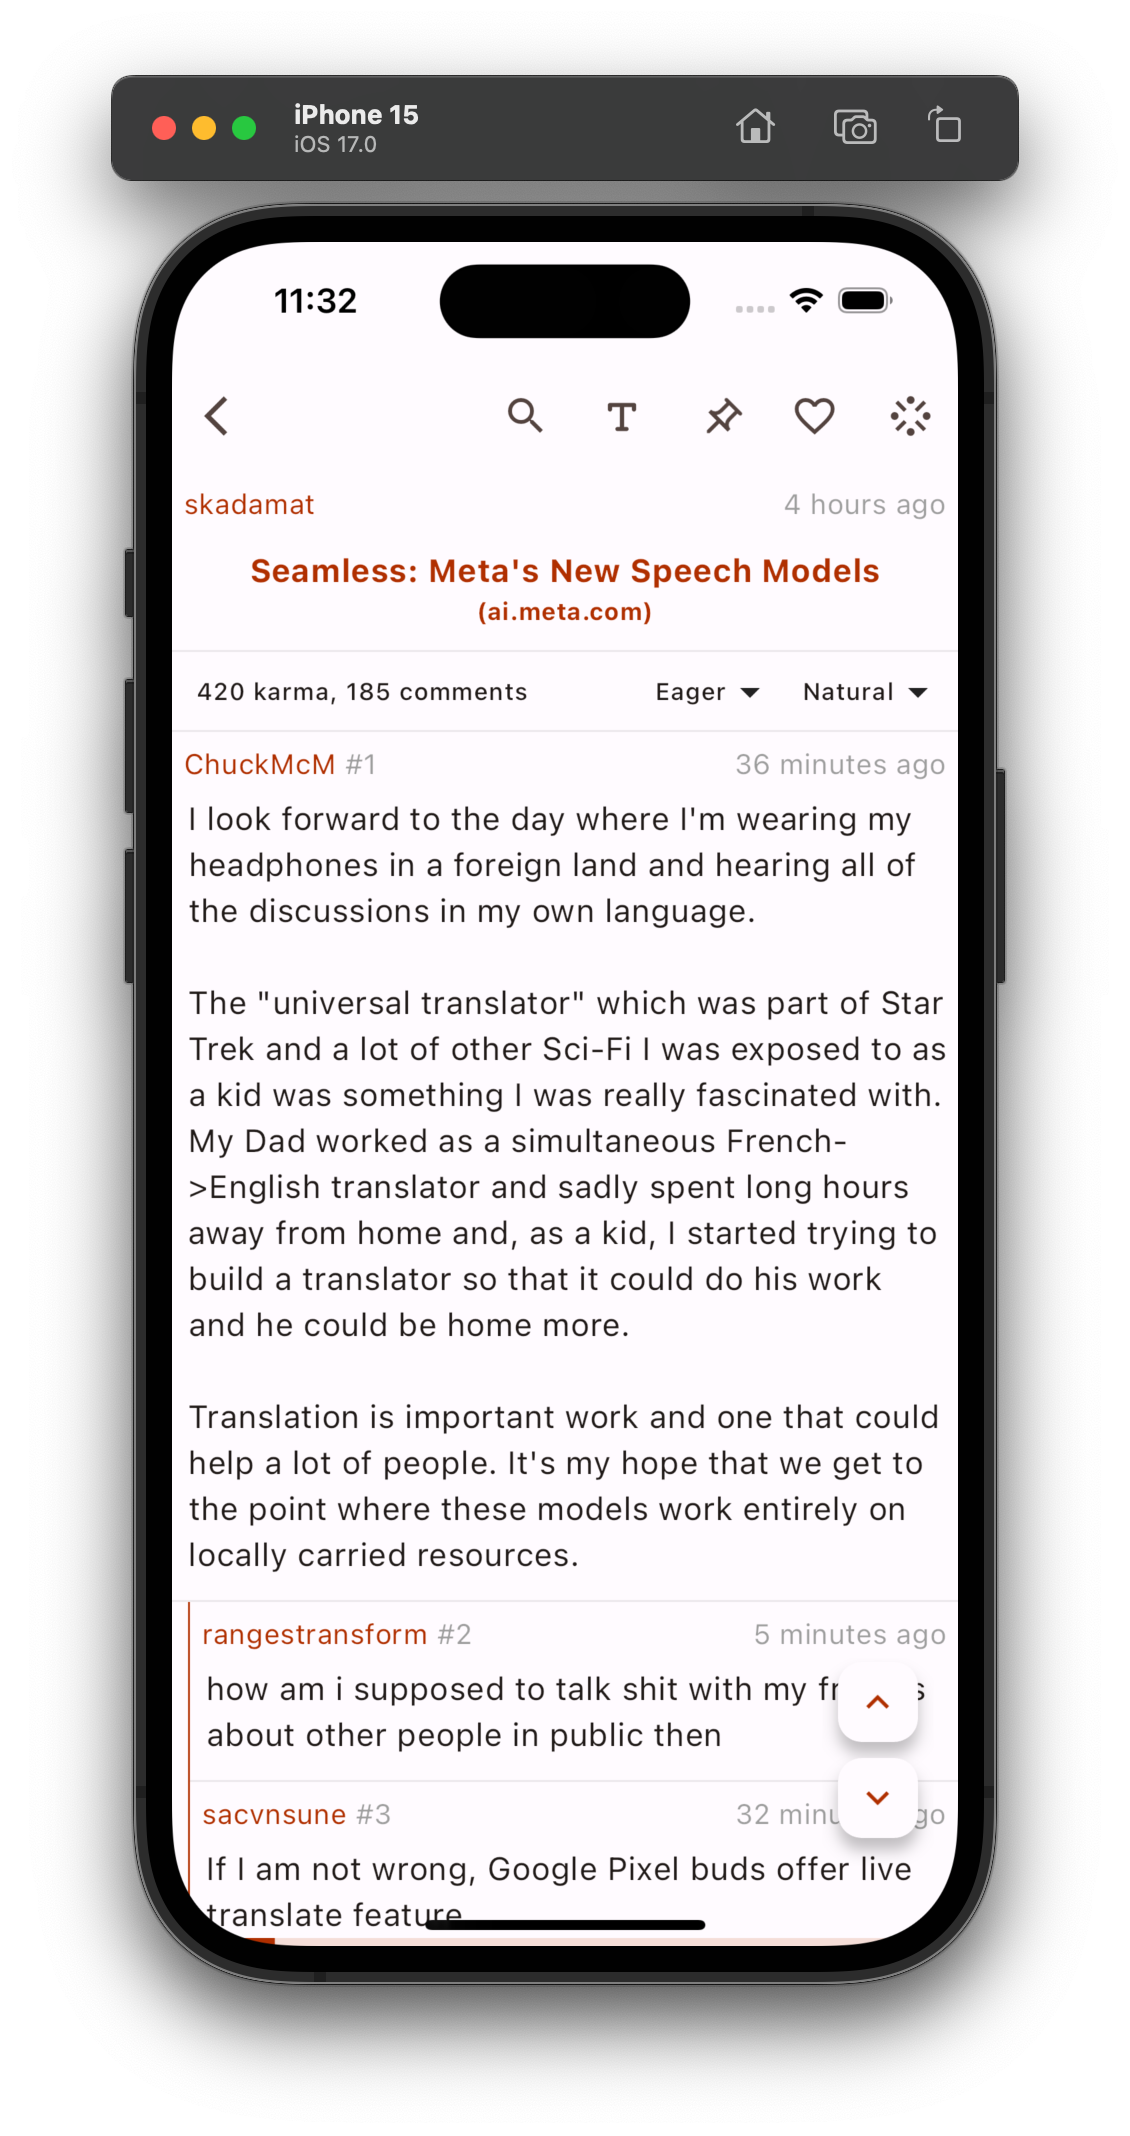 iPhone 15
iOS 17.0
11:32
skadamat 4 hours ago
Seamless: Meta's New Speech Models
(ai.meta.com)
420 karma, 185 comments Eager Natural
ChuckMcM #1 36 minutes ago
I look forward to the day where I'm wearing my
headphones in a foreign land and hearing all of
the discussions in my own language.
The "universal translator" which was part of Star
Trek and a lot of other Sci-Fi I was exposed to as
a kid was something I was really fascinated with.
My Dad worked as a simultaneous French-
>English translator and sadly spent long hours
away from home and, as a kid, I started trying to
build a translator so that it could do his work
and he could be home more.
Translation is important work and one that could
help a lot of people. It's my hope that we get to
the point where these models work entirely on
locally carried resources.
rangestransform #2 5 minutes ago
how am i supposed to talk shit with my
about other people in public then
sacvnsune #3 32
If I am not wrong, Google Pixel buds offer live
translate feature